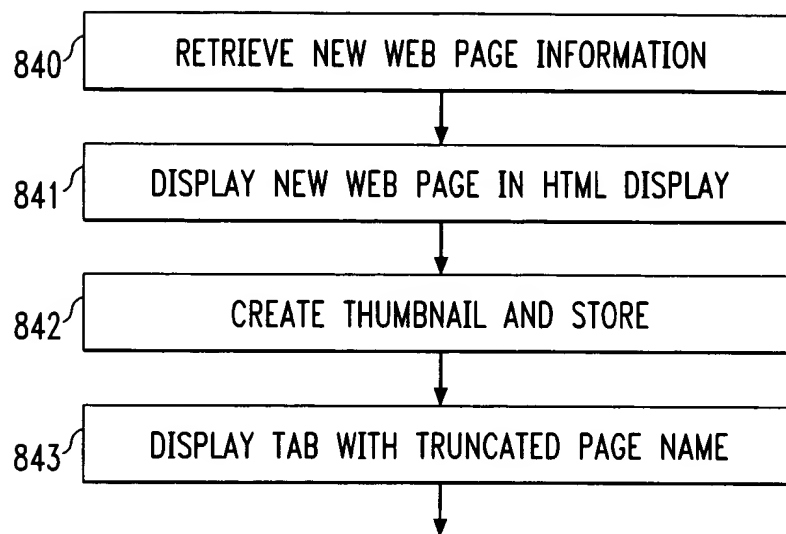 840 RETRIEVE NEW WEB PAGE INFORMATION
841 DISPLAY NEW WEB PAGE IN HTML DISPLAY
842 CREATE THUMBNAIL AND STORE
843 DISPLAY TAB WITH TRUNCATED PAGE NAME